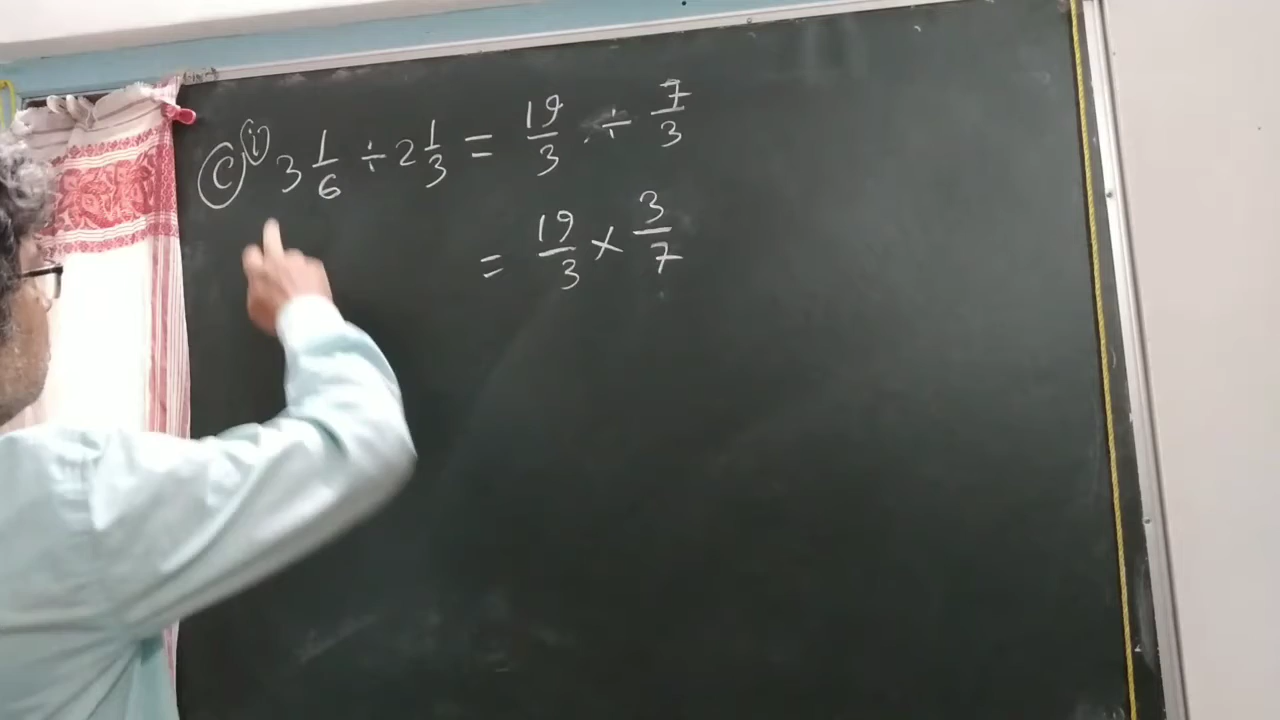 (C) (i) 3 1/6 ÷ 2 1/3 = 19/3 ÷ 7/3
= 19/3 × 3/7